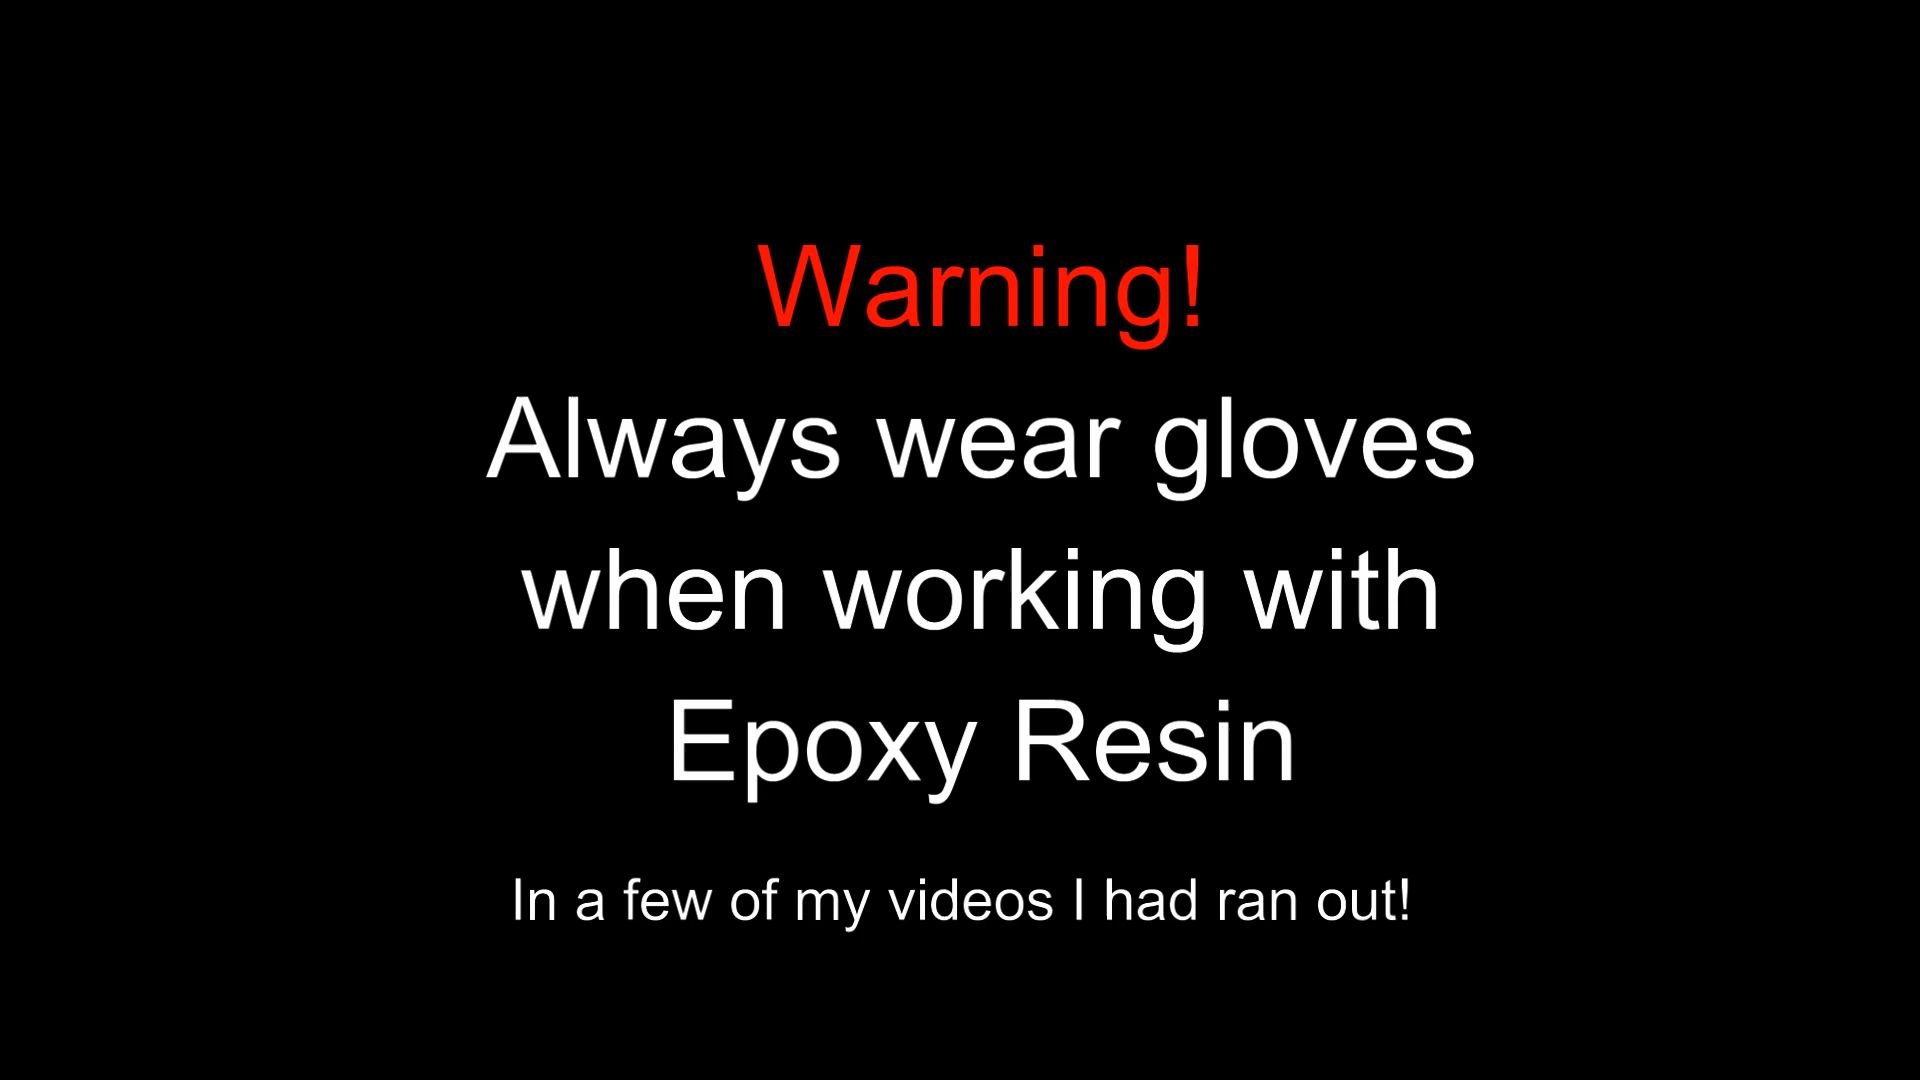 Warning!
Always wear gloves
when working with
Epoxy Resin
In a few of my videos I had ran out!